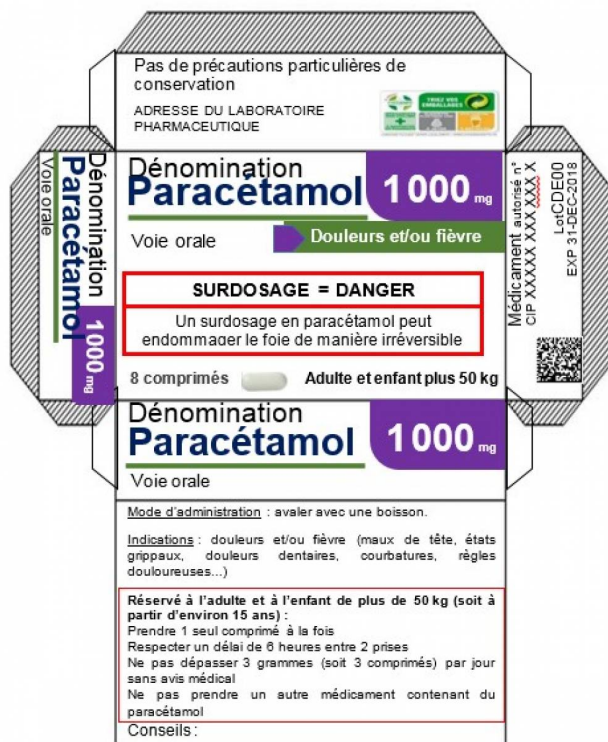 Pas de précautions particulières de
conservation
ADRESSE DU LABORATOIRE
PHARMACEUTIQUE
TRIEZ VOS
EMBALLAGES
Dénomination
Paracétamol
1000 mg
Voie orale
Dénomination
Paracétamol 1 000 mg
Voie orale
Douleurs et/ou fièvre
SURDOSAGE = DANGER
Un surdosage en paracétamol peut
endommager le foie de manière irréversible
8 comprimés
Adulte et enfant plus 50 kg
Médicament autorisé n°
CIP XXXXX XXX XXX X
LotCDE00
EXP 31-DEC-2018
Dénomination
Paracétamol 1 000 mg
Voie orale
Mode d'administration : avaler avec une boisson.
Indications : douleurs et/ou fièvre (maux de tête, états
grippaux, douleurs dentaires, courbatures, règles
douloureuses...)
Réservé à l'adulte et à l'enfant de plus de 50 kg (soit à
partir d'environ 15 ans) :
Prendre 1 seul comprimé à la fois
Respecter un délai de 6 heures entre 2 prises
Ne pas dépasser 3 grammes (soit 3 comprimés) par jour
sans avis médical
Ne pas prendre un autre médicament contenant du
paracétamol
Conseils :